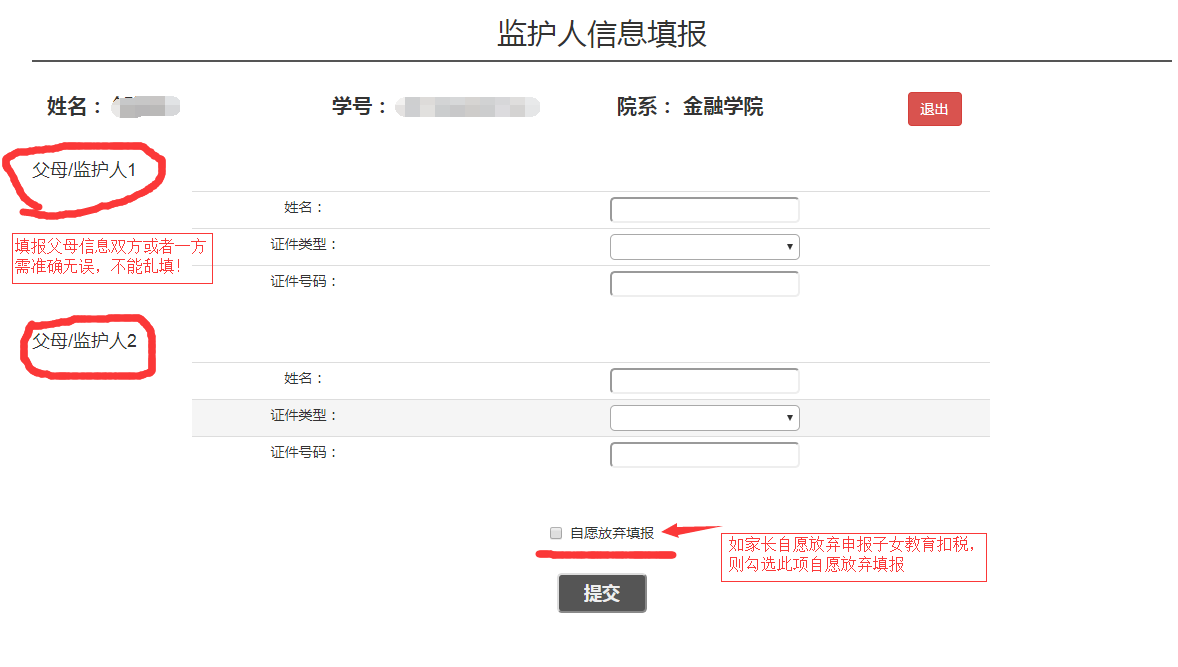 监护人信息填报
姓名： 学号： 院系： 金融学院 退出
父母/监护人1
姓名：
填报父母信息双方或者一方
需准确无误，不能乱填！
证件类型：
证件号码：
父母/监护人2
姓名：
证件类型：
证件号码：
自愿放弃填报
如家长自愿放弃申报子女教育扣税，
则勾选此项自愿放弃填报
提交